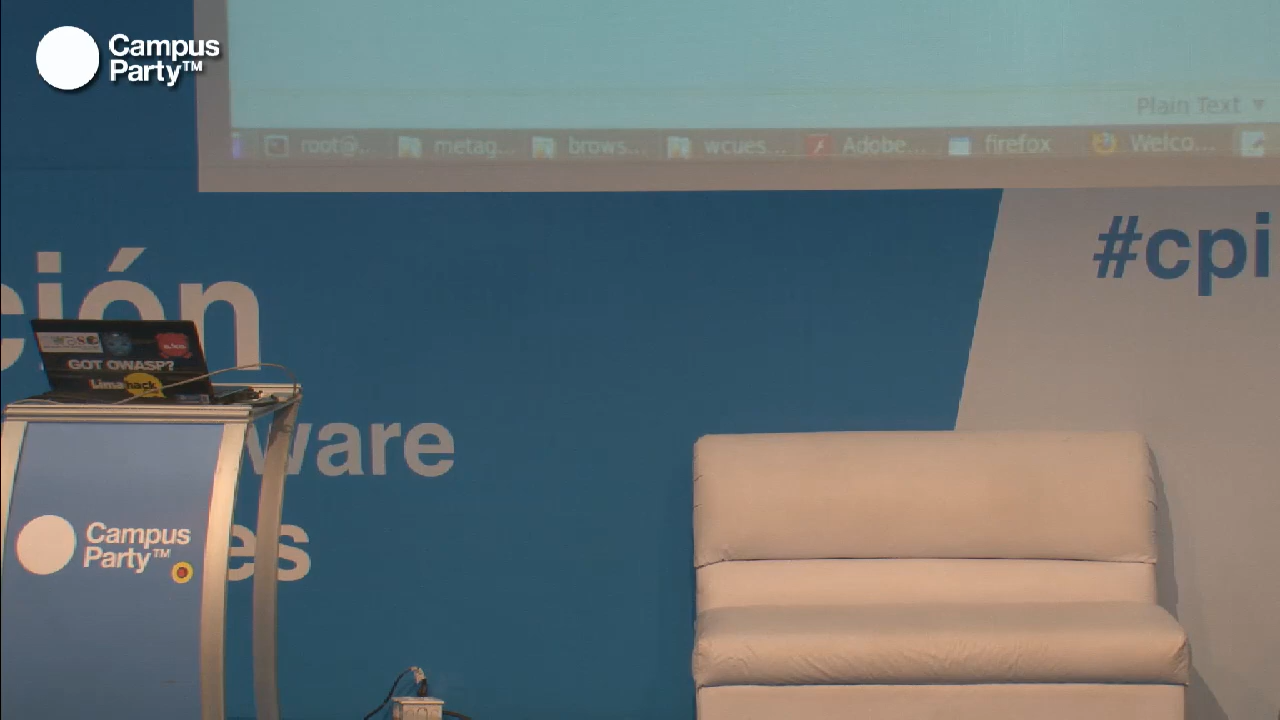 Campus
Party™
Plain Text
root@...
metag...
brows...
wcues...
Adobe...
firefox
Welco...
#cpi
ción
GOT OWASP?
Limahack
ware
Campus
Party™
es